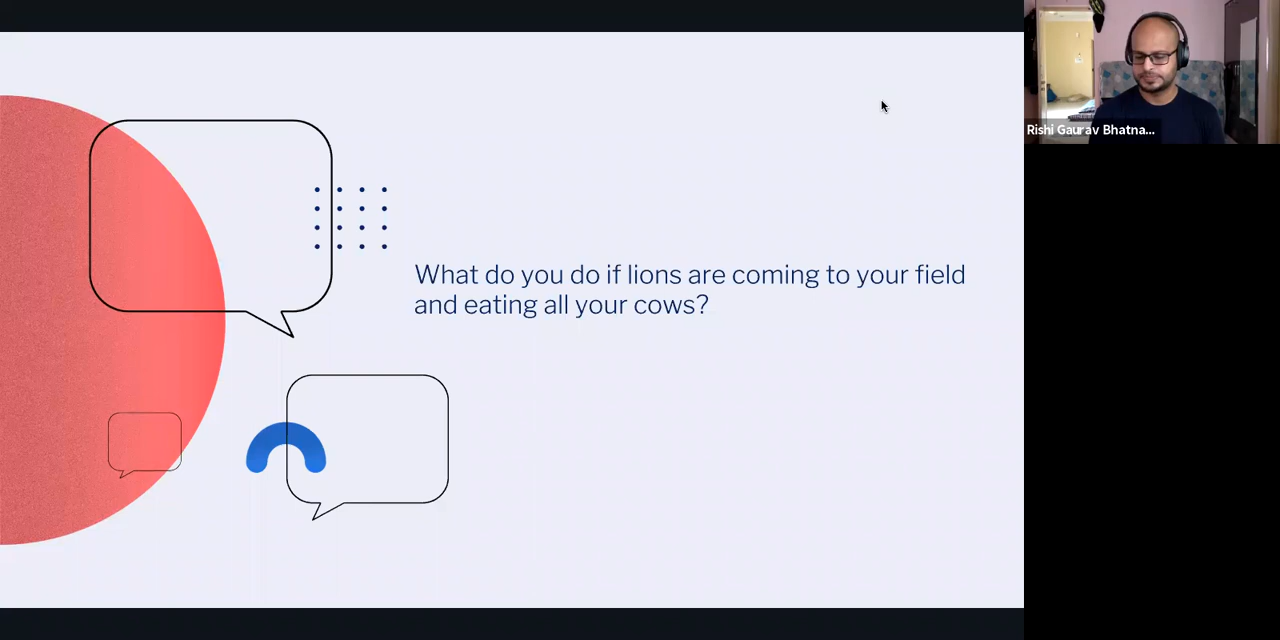 What do you do if lions are coming to your field
and eating all your cows?
Rishi Gaurav Bhatna...